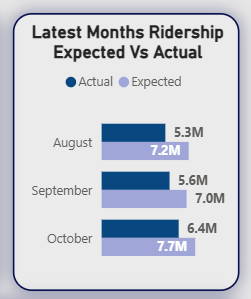 Latest Months Ridership
Expected Vs Actual
Actual Expected
August
5.3M
7.2M
September
5.6M
7.0M
October
6.4M
7.7M